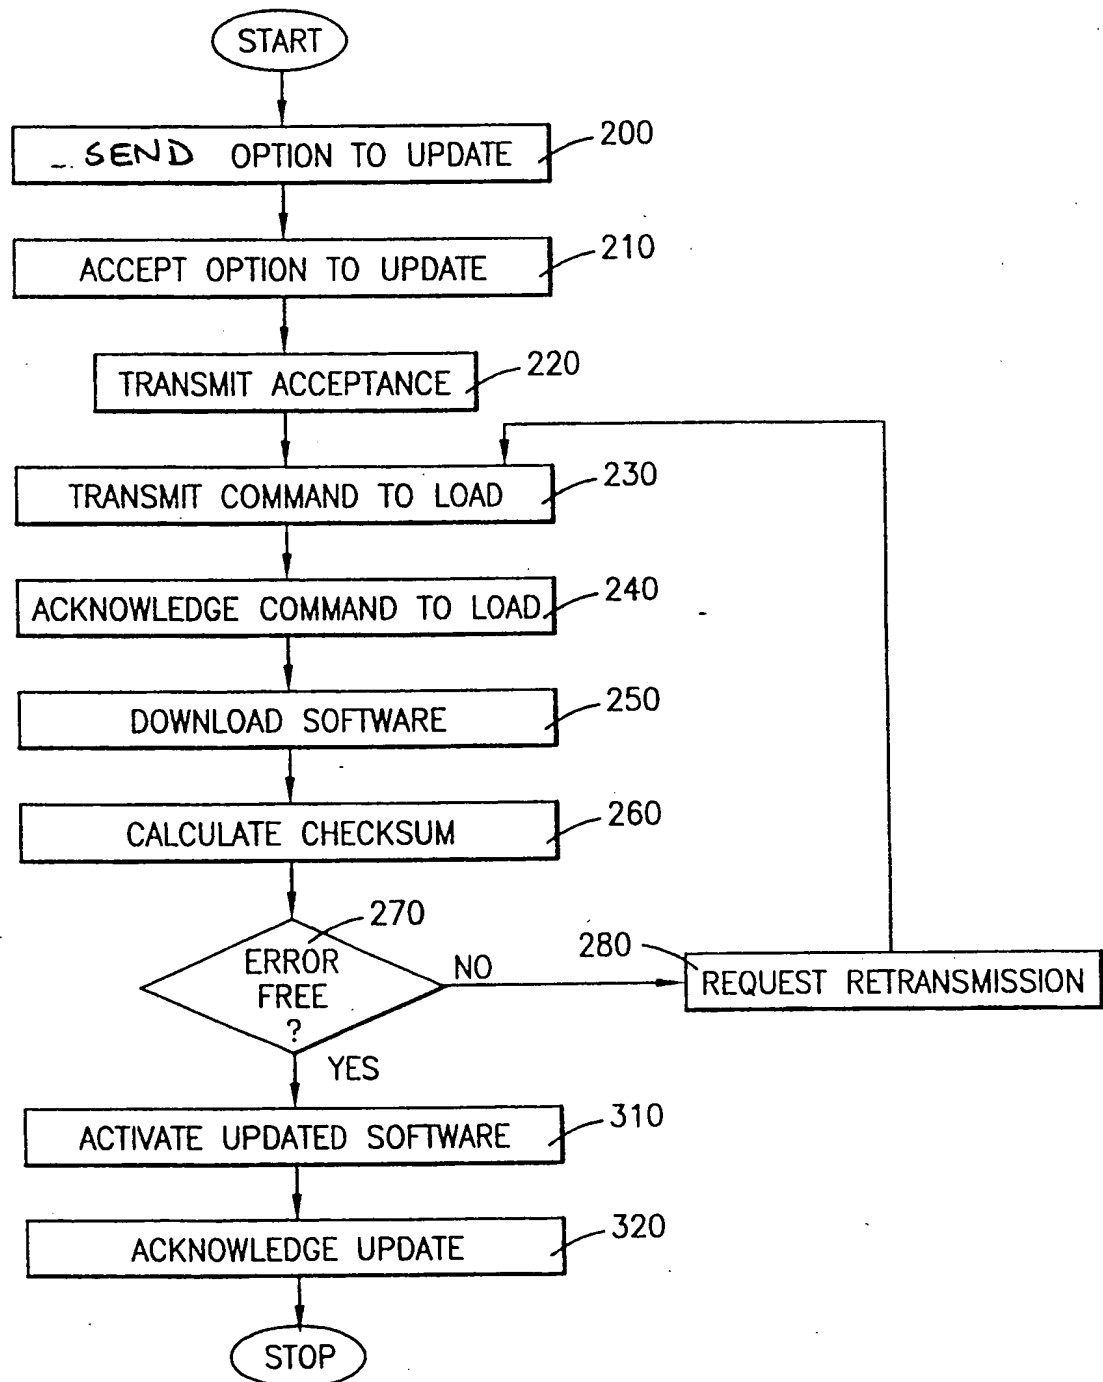 START
SEND OPTION TO UPDATE
200
ACCEPT OPTION TO UPDATE
210
TRANSMIT ACCEPTANCE
220
TRANSMIT COMMAND TO LOAD
230
ACKNOWLEDGE COMMAND TO LOAD
240
DOWNLOAD SOFTWARE
250
CALCULATE CHECKSUM
260
270
ERROR
FREE
?
NO
280
REQUEST RETRANSMISSION
YES
ACTIVATE UPDATED SOFTWARE
310
ACKNOWLEDGE UPDATE
320
STOP